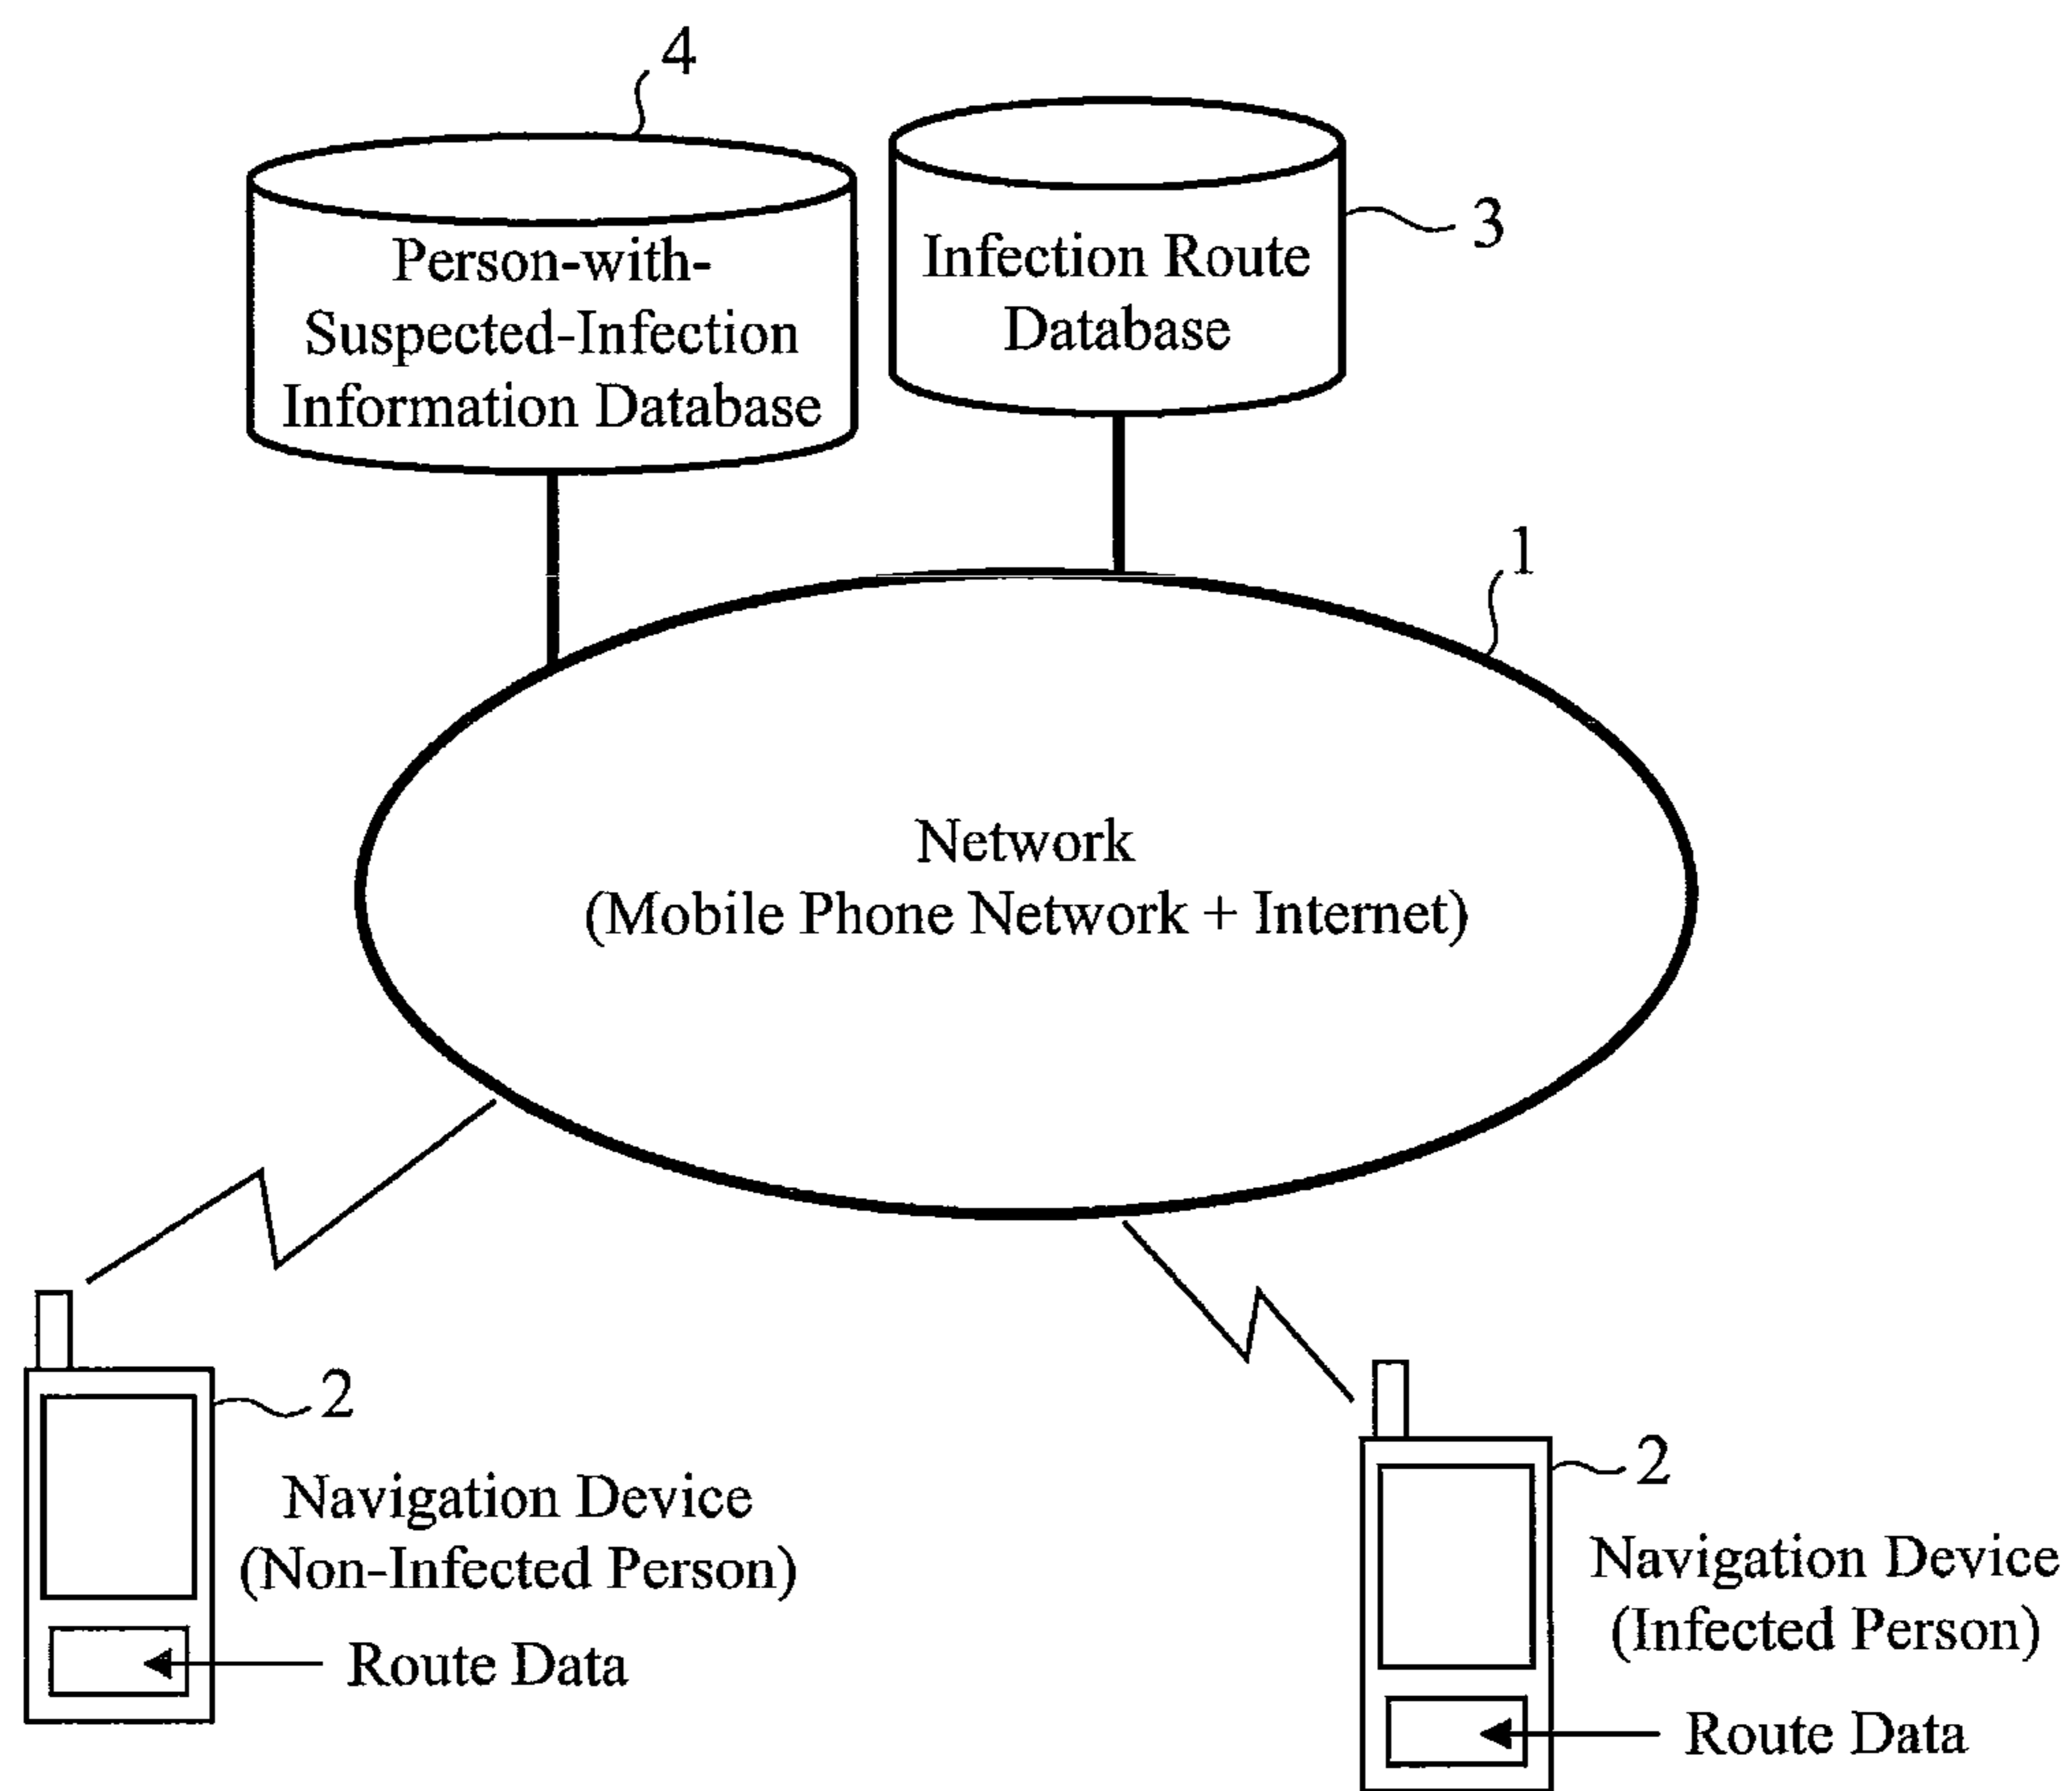 4
Person-with-
Suspected-Infection
Information Database
3
Infection Route
Database
1
Network
(Mobile Phone Network + Internet)
2
Navigation Device
(Non-Infected Person)
Route Data
2
Navigation Device
(Infected Person)
Route Data